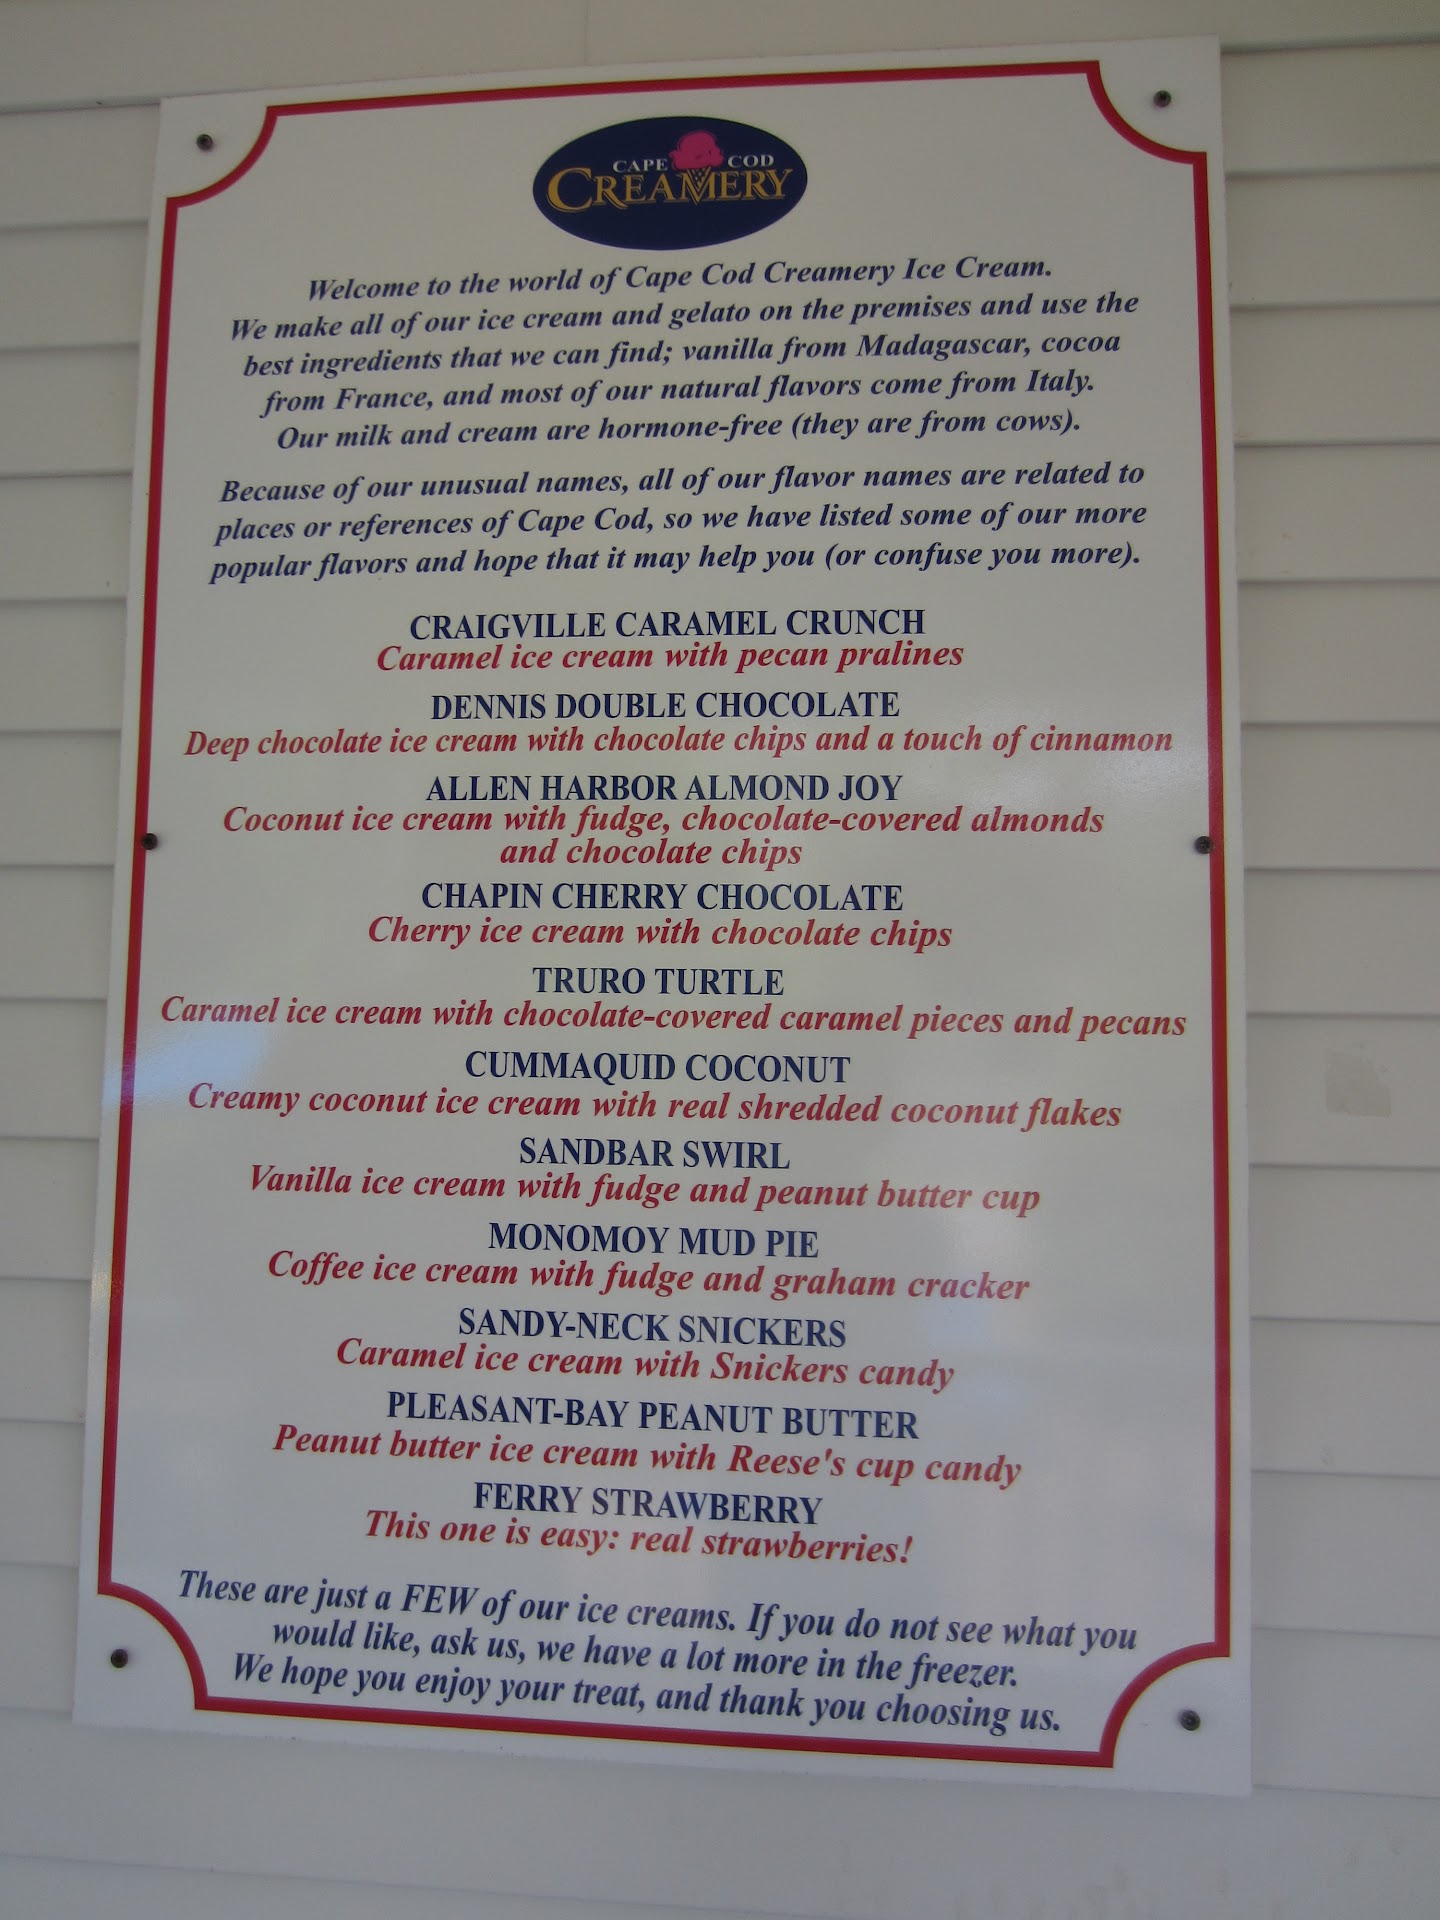 CAPE COD
CREAMERY
Welcome to the world of Cape Cod Creamery Ice Cream.
We make all of our ice cream and gelato on the premises and use the
best ingredients that we can find; vanilla from Madagascar, cocoa
from France, and most of our natural flavors come from Italy.
Our milk and cream are hormone-free (they are from cows).
Because of our unusual names, all of our flavor names are related to
places or references of Cape Cod, so we have listed some of our more
popular flavors and hope that it may help you (or confuse you more).
CRAIGVILLE CARAMEL CRUNCH
Caramel ice cream with pecan pralines
DENNIS DOUBLE CHOCOLATE
Deep chocolate ice cream with chocolate chips and a touch of cinnamon
ALLEN HARBOR ALMOND JOY
Coconut ice cream with fudge, chocolate-covered almonds
and chocolate chips
CHAPIN CHERRY CHOCOLATE
Cherry ice cream with chocolate chips
TRURO TURTLE
Caramel ice cream with chocolate-covered caramel pieces and pecans
CUMMAQUID COCONUT
Creamy coconut ice cream with real shredded coconut flakes
SANDBAR SWIRL
Vanilla ice cream with fudge and peanut butter cup
MONOMOY MUD PIE
Coffee ice cream with fudge and graham cracker
SANDY-NECK SNICKERS
Caramel ice cream with Snickers candy
PLEASANT-BAY PEANUT BUTTER
Peanut butter ice cream with Reese's cup candy
FERRY STRAWBERRY
This one is easy: real strawberries!
These are just a FEW of our ice creams. If you do not see what you
would like, ask us, we have a lot more in the freezer.
We hope you enjoy your treat, and thank you choosing us.